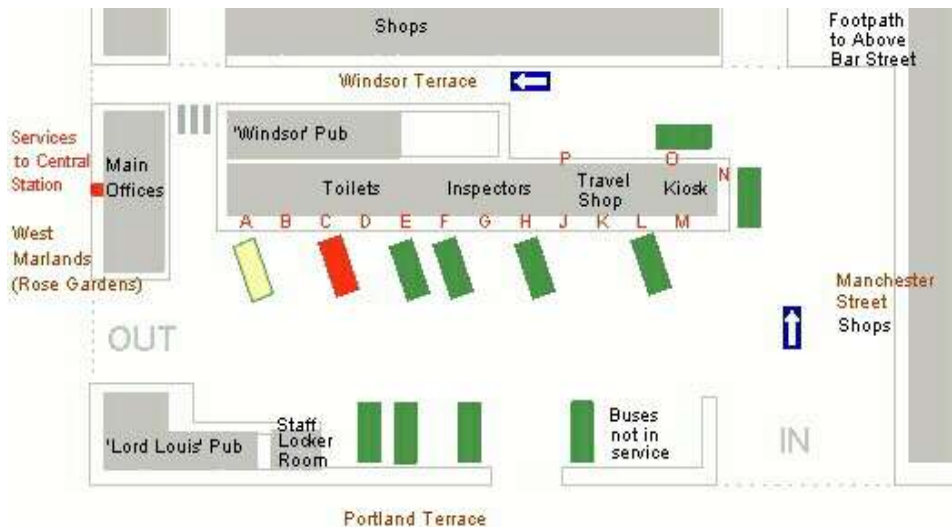 Shops
Footpath
to Above
Bar Street
Windsor Terrace
'Windsor' Pub
Services
to Central
Station
Main
Offices
P
O
N
Toilets
Inspectors
Travel
Shop
Kiosk
A B C D E F G H J K L M
West
Marlands
(Rose Gardens)
Manchester
Street
Shops
OUT
'Lord Louis' Pub
Staff
Locker
Room
Buses
not in
service
IN
Portland Terrace